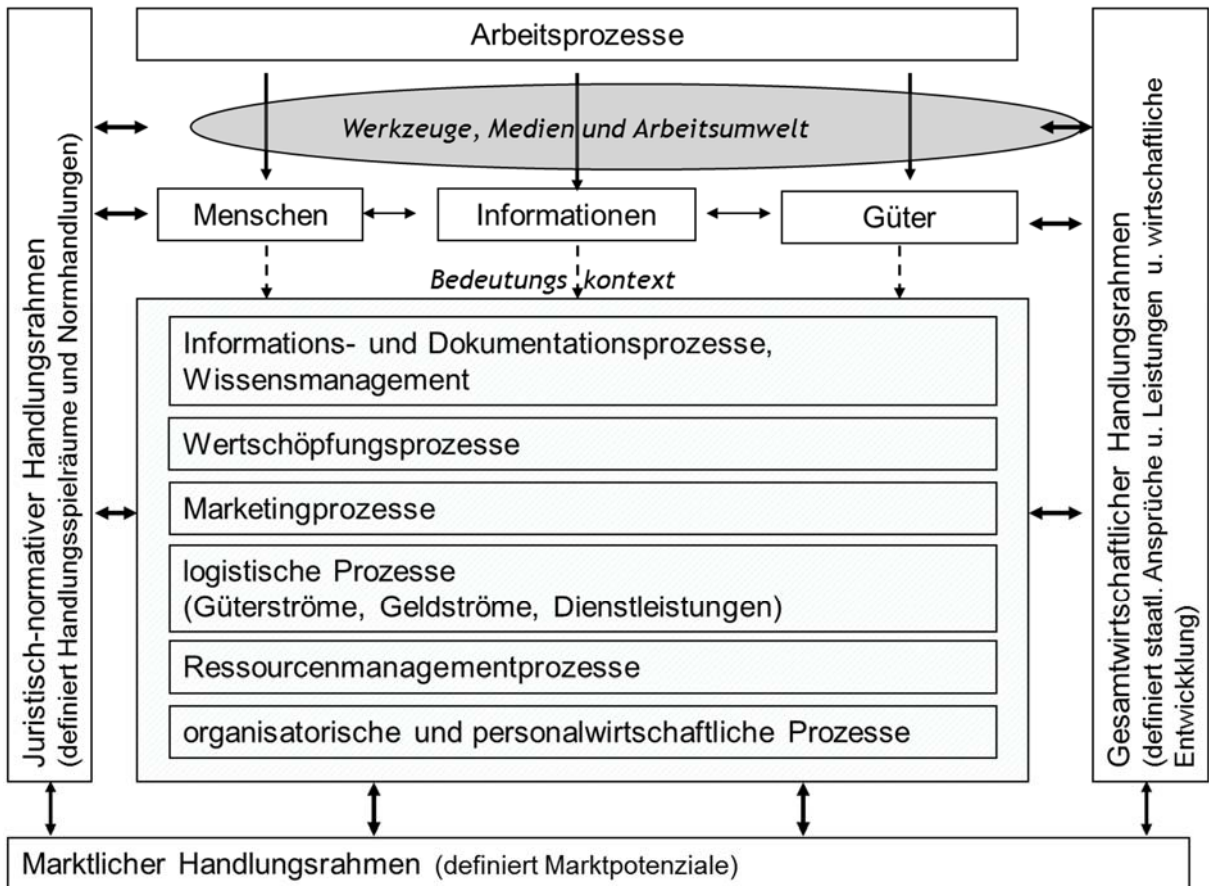 Arbeitsprozesse
Werkzeuge, Medien und Arbeitsumwelt
Menschen
Informationen
Güter
Bedeutungs kontext
Informations- und Dokumentationsprozesse,
Wissensmanagement
Wertschöpfungsprozesse
Marketingprozesse
logistische Prozesse
(Güterströme, Geldströme, Dienstleistungen)
Ressourcenmanagementprozesse
organisatorische und personalwirtschaftliche Prozesse
Juristisch-normativer Handlungsrahmen
(definiert Handlungsspielräume und Normhandlungen)
Gesamtwirtschaftlicher Handlungsrahmen
(definiert staatl. Ansprüche u. Leistungen u. wirtschaftliche
Entwicklung)
Marktlicher Handlungsrahmen (definiert Marktpotenziale)